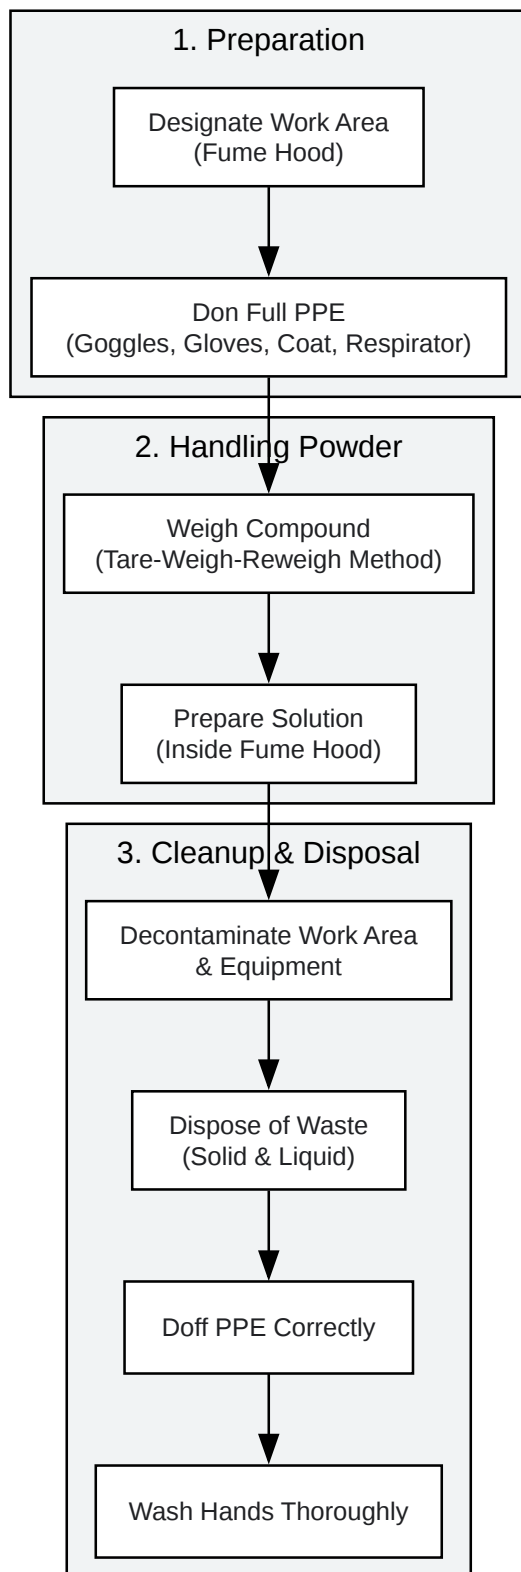 1. Preparation
Designate Work Area
(Fume Hood)
Don Full PPE
(Goggles, Gloves, Coat, Respirator)
2. Handling Powder
Weigh Compound
(Tare-Weigh-Reweigh Method)
Prepare Solution
(Inside Fume Hood)
3. Cleanup & Disposal
Decontaminate Work Area
& Equipment
Dispose of Waste
(Solid & Liquid)
Doff PPE Correctly
Wash Hands Thoroughly